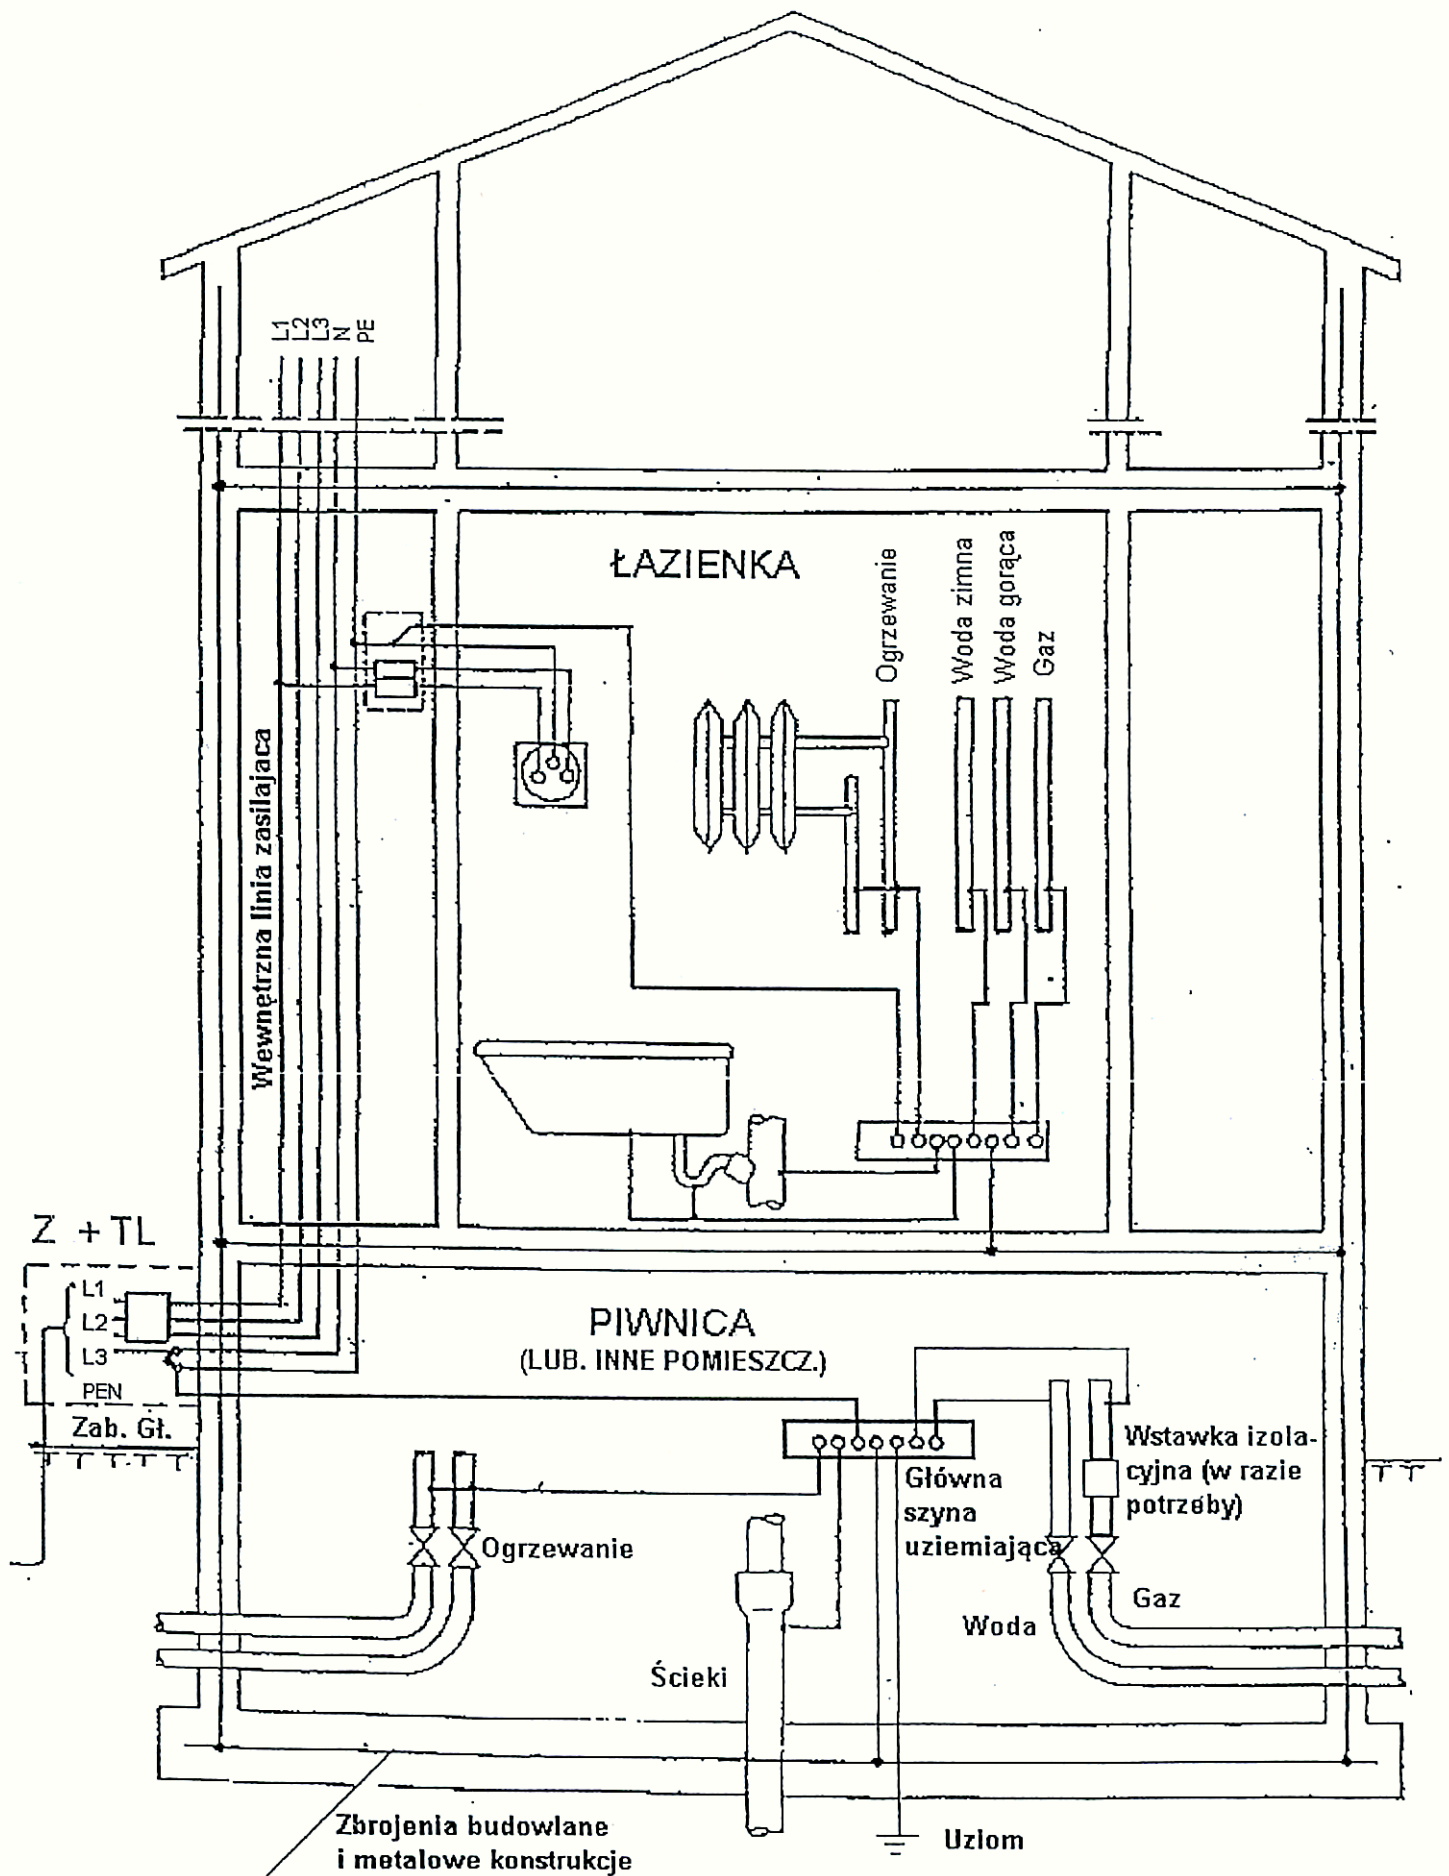 L1
L2
L3
N
PE
ŁAZIENKA
Ogrzewanie
Woda zimna
Woda gorąca
Gaz
Wewnętrzna linia zasilajaca
Z + TL
L1
L2
L3
PEN
Zab. Gł.
PIWNICA
(LUB. INNE POMIESZCZ.)
Główna
szyna
uziemiająca
Wstawka izola-
cyjna (w razie
potrzeby)
Ogrzewanie
Gaz
Woda
Ścieki
Zbrojenia budowlane
i metalowe konstrukcje
Uziom